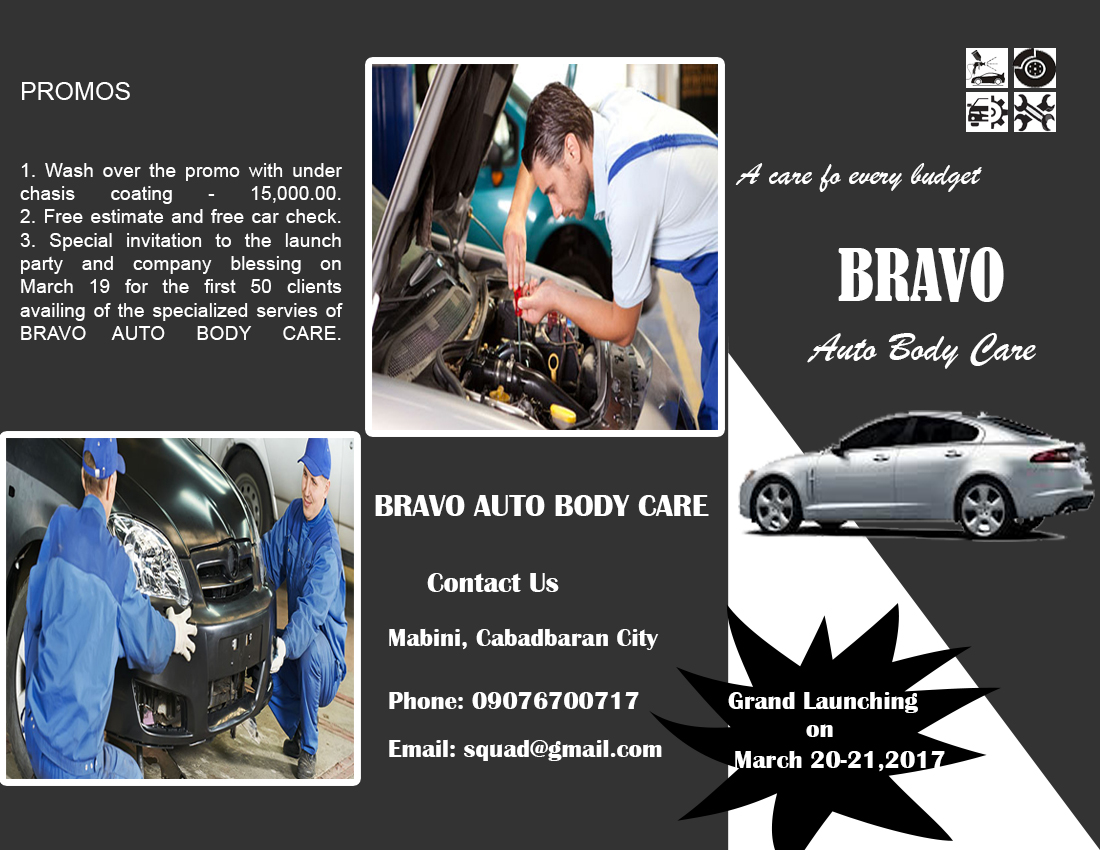 PROMOS
1. Wash over the promo with under
chasis coating - 15,000.00.
2. Free estimate and free car check.
3. Special invitation to the launch
party and company blessing on
March 19 for the first 50 clients
availing of the specialized servies of
BRAVO AUTO BODY CARE.
BRAVO AUTO BODY CARE
Contact Us
Mabini, Cabadbaran City
Phone: 09076700717
Email: squad@gmail.com
A care fo every budget
BRAVO
Auto Body Care
Grand Launching
on
March 20-21,2017